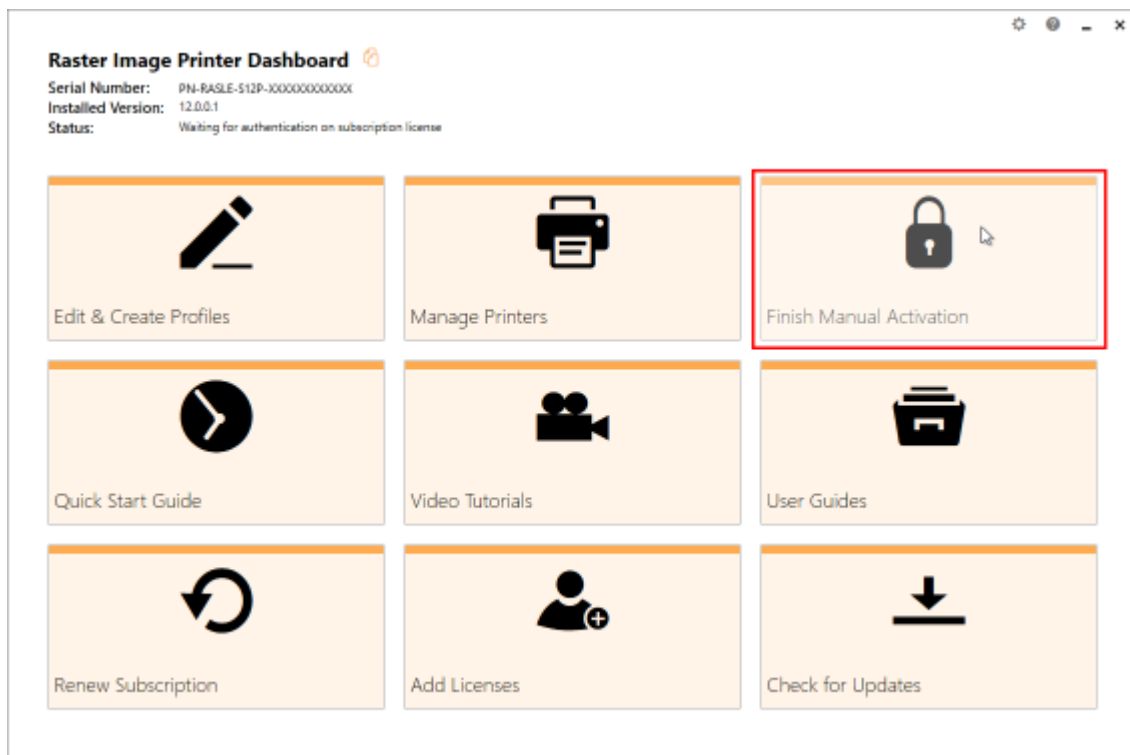 Raster Image Printer Dashboard
Serial Number: PN-RASLE-S12P-XXXXXXXXXXXX
Installed Version: 12.0.0.1
Status: Waiting for authentication on subscription license
Edit & Create Profiles
Manage Printers
Finish Manual Activation
Quick Start Guide
Video Tutorials
User Guides
Renew Subscription
Add Licenses
Check for Updates